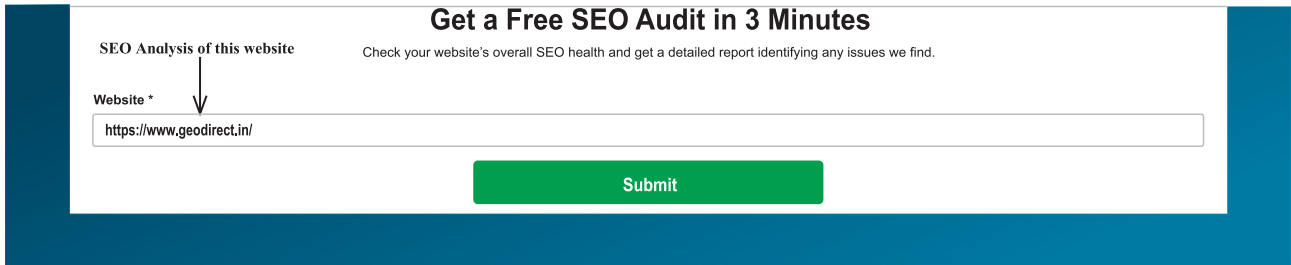 Get a Free SEO Audit in 3 Minutes
SEO Analysis of this website
Check your website's overall SEO health and get a detailed report identifying any issues we find.
Website *
https://www.geodirect.in/
Submit